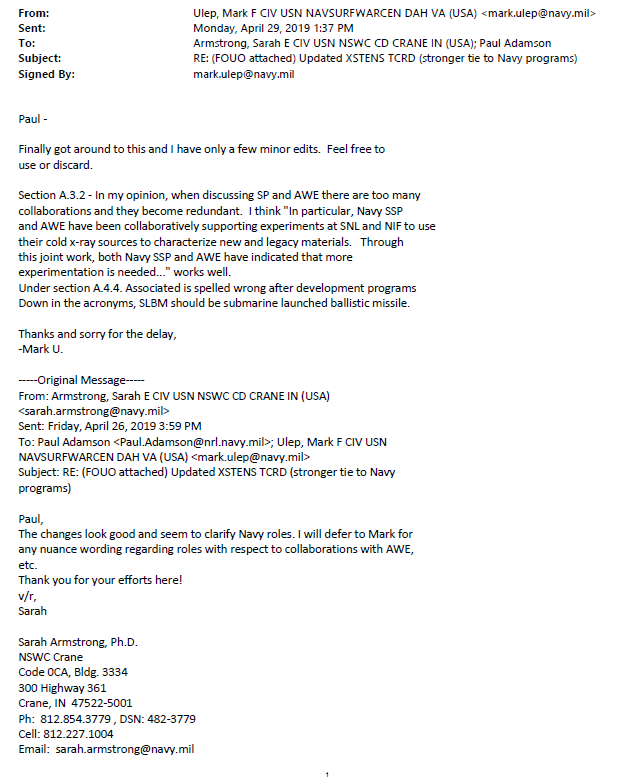 From: Ulep, Mark F CIV USN NAVSURFWARCEN DAH VA (USA) <mark.ulep@navy.mil>
Sent: Monday, April 29, 2019 1:37 PM
To: Armstrong, Sarah E CIV USN NSWC CD CRANE IN (USA); Paul Adamson
Subject: RE: (FOUO attached) Updated XSTENS TCRD (stronger tie to Navy programs)
Signed By: mark.ulep@navy.mil
Paul -
Finally got around to this and I have only a few minor edits.  Feel free to
use or discard.
Section A.3.2 - In my opinion, when discussing SP and AWE there are too many
collaborations and they become redundant.  I think "In particular, Navy SSP
and AWE have been collaboratively supporting experiments at SNL and NIF to use
their cold x-ray sources to characterize new and legacy materials.   Through
this joint work, both Navy SSP and AWE have indicated that more
experimentation is needed..." works well.
Under section A.4.4. Associated is spelled wrong after development programs
Down in the acronyms, SLBM should be submarine launched ballistic missile.
Thanks and sorry for the delay,
-Mark U.
-----Original Message-----
From: Armstrong, Sarah E CIV USN NSWC CD CRANE IN (USA)
<sarah.armstrong@navy.mil>
Sent: Friday, April 26, 2019 3:59 PM
To: Paul Adamson <Paul.Adamson@nrl.navy.mil>; Ulep, Mark F CIV USN
NAVSURFWARCEN DAH VA (USA) <mark.ulep@navy.mil>
Subject: RE: (FOUO attached) Updated XSTENS TCRD (stronger tie to Navy
programs)
Paul,
The changes look good and seem to clarify Navy roles. I will defer to Mark for
any nuance wording regarding roles with respect to collaborations with AWE,
etc.
Thank you for your efforts here!
v/r,
Sarah
Sarah Armstrong, Ph.D.
NSWC Crane
Code 0CA, Bldg. 3334
300 Highway 361
Crane, IN  47522-5001
Ph:  812.854.3779 , DSN: 482-3779
Cell: 812.227.1004
Email:  sarah.armstrong@navy.mil
1